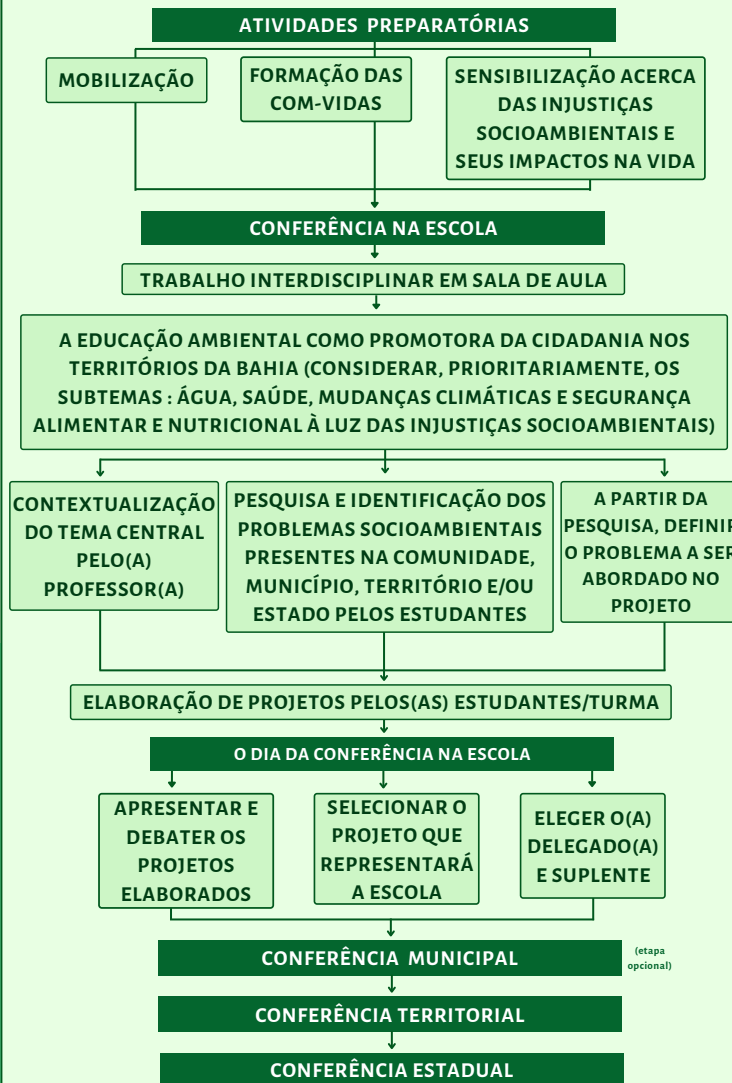 ATIVIDADES PREPARATÓRIAS
MOBILIZAÇÃO
FORMAÇÃO DAS
COM-VIDAS
SENSIBILIZAÇÃO ACERCA
DAS INJUSTIÇAS
SOCIOAMBIENTAIS E
SEUS IMPACTOS NA VIDA
CONFERÊNCIA NA ESCOLA
TRABALHO INTERDISCIPLINAR EM SALA DE AULA
A EDUCAÇÃO AMBIENTAL COMO PROMOTORA DA CIDADANIA NOS
TERRITÓRIOS DA BAHIA (CONSIDERAR, PRIORITARIAMENTE, OS
SUBTEMAS : ÁGUA, SAÚDE, MUDANÇAS CLIMÁTICAS E SEGURANÇA
ALIMENTAR E NUTRICIONAL À LUZ DAS INJUSTIÇAS SOCIOAMBIENTAIS)
CONTEXTUALIZAÇÃO
DO TEMA CENTRAL
PELO(A)
PROFESSOR(A)
PESQUISA E IDENTIFICAÇÃO DOS
PROBLEMAS SOCIOAMBIENTAIS
PRESENTES NA COMUNIDADE,
MUNICÍPIO, TERRITÓRIO E/OU
ESTADO PELOS ESTUDANTES
A PARTIR DA
PESQUISA, DEFINIR
O PROBLEMA A SER
ABORDADO NO
PROJETO
ELABORAÇÃO DE PROJETOS PELOS(AS) ESTUDANTES/TURMA
O DIA DA CONFERÊNCIA NA ESCOLA
APRESENTAR E
DEBATER OS
PROJETOS
ELABORADOS
SELECIONAR O
PROJETO QUE
REPRESENTARÁ
A ESCOLA
ELEGER O(A)
DELEGADO(A)
E SUPLENTE
CONFERÊNCIA MUNICIPAL
(etapa
opcional)
CONFERÊNCIA TERRITORIAL
CONFERÊNCIA ESTADUAL